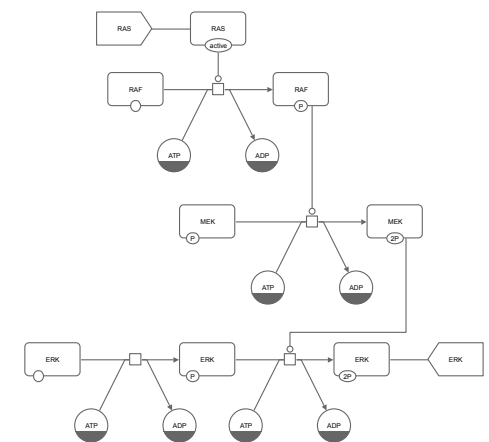 RAS
RAS
active
RAF
RAF
P
ATP
ADP
MEK
MEK
P
2P
ATP
ADP
ERK
ERK
ERK
ERK
P
2P
ATP
ADP
ATP
ADP